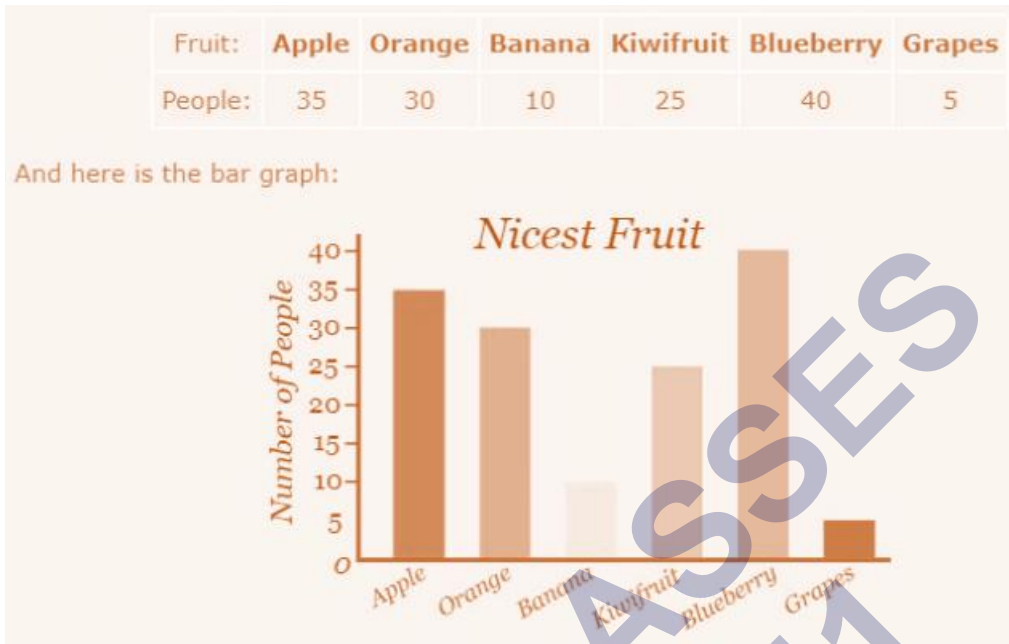 Fruit: Apple Orange Banana Kiwifruit Blueberry Grapes
People: 35 30 10 25 40 5
And here is the bar graph:
Nicest Fruit
Number of People
40
35
30
25
20
15
10
5
0
Apple Orange Banana Kiwifruit Blueberry Grapes
ASSES